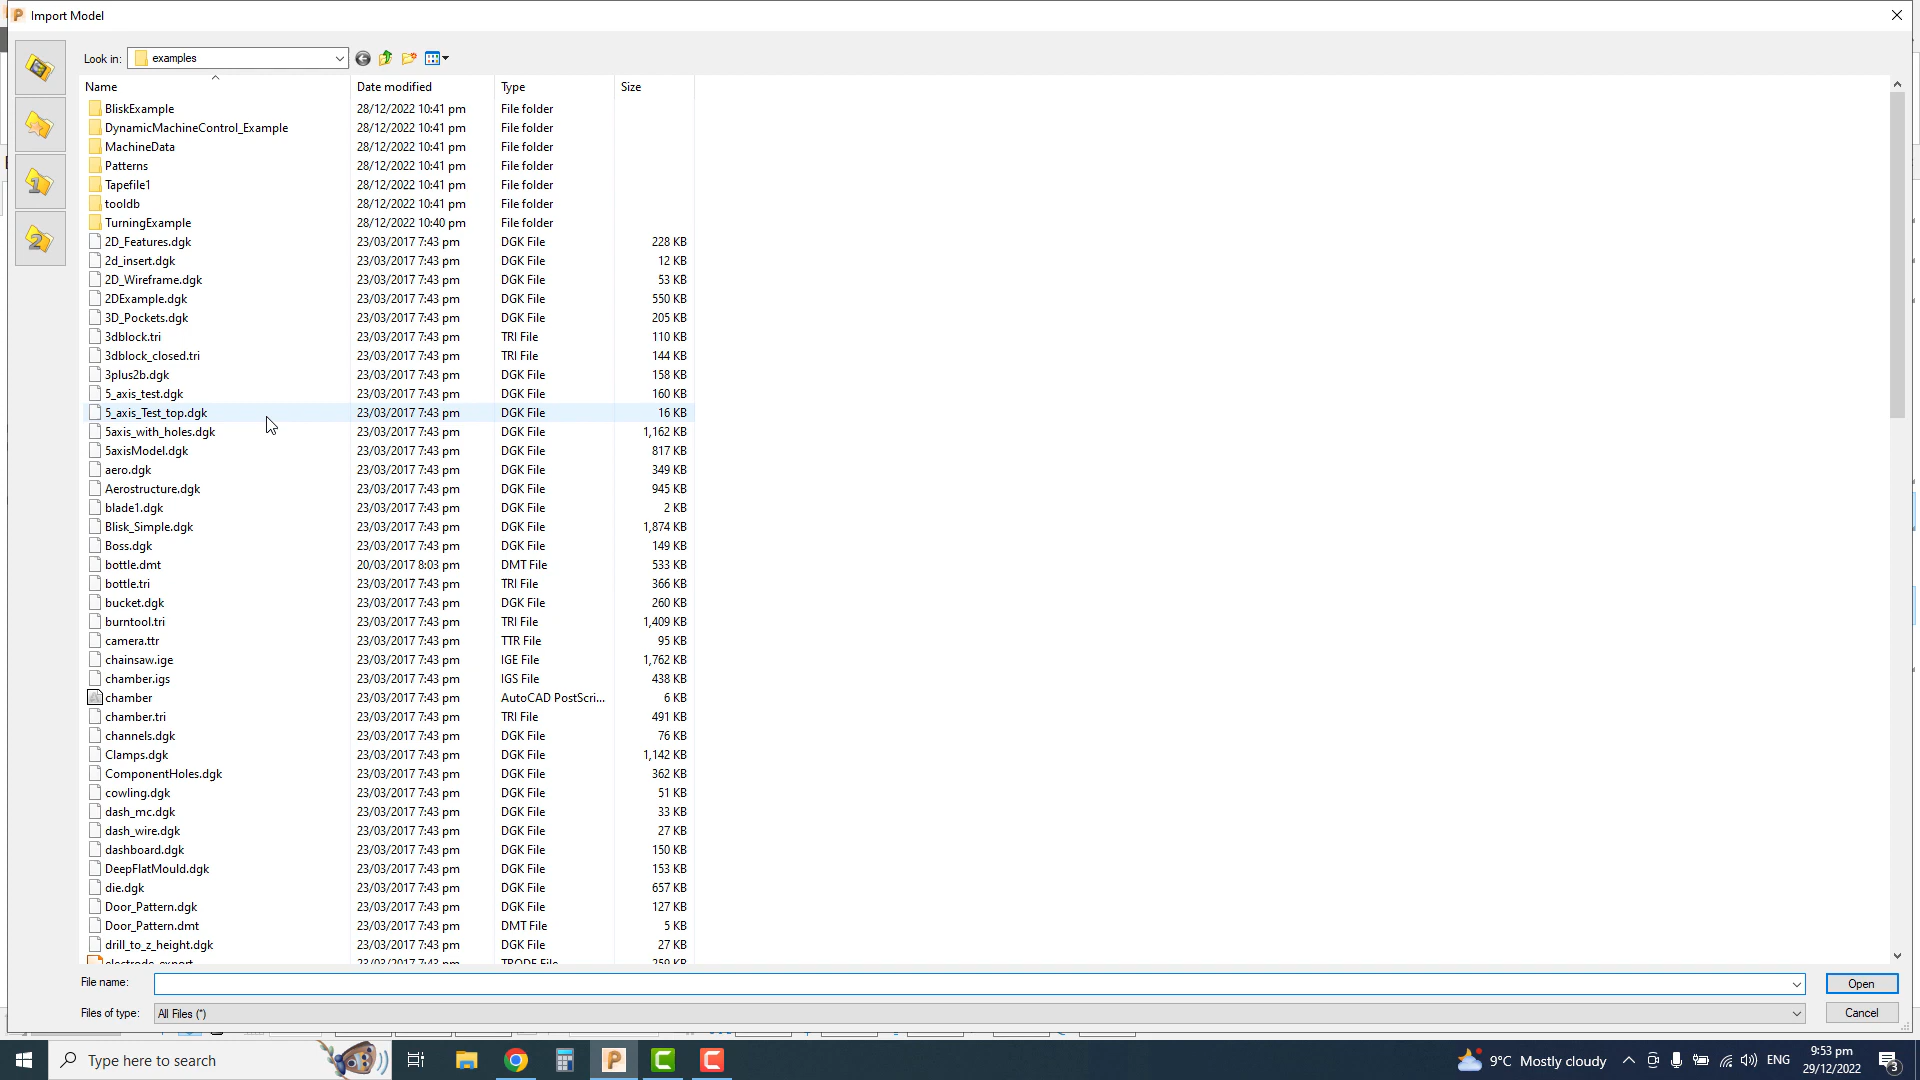 Import Model
Look in: examples
Name Date modified Type Size
BliskExample 28/12/2022 10:41 pm File folder
DynamicMachineControl_Example 28/12/2022 10:41 pm File folder
MachineData 28/12/2022 10:41 pm File folder
Patterns 28/12/2022 10:41 pm File folder
Tapefile1 28/12/2022 10:41 pm File folder
tooldb 28/12/2022 10:41 pm File folder
TurningExample 28/12/2022 10:40 pm File folder
2D_Features.dgk 23/03/2017 7:43 pm DGK File 228 KB
2d_insert.dgk 23/03/2017 7:43 pm DGK File 12 KB
2D_Wireframe.dgk 23/03/2017 7:43 pm DGK File 53 KB
2DExample.dgk 23/03/2017 7:43 pm DGK File 550 KB
3D_Pockets.dgk 23/03/2017 7:43 pm DGK File 205 KB
3dblock.tri 23/03/2017 7:43 pm TRI File 110 KB
3dblock_closed.tri 23/03/2017 7:43 pm TRI File 144 KB
3plus2b.dgk 23/03/2017 7:43 pm DGK File 158 KB
5_axis_test.dgk 23/03/2017 7:43 pm DGK File 160 KB
5_axis_Test_top.dgk 23/03/2017 7:43 pm DGK File 16 KB
5axis_with_holes.dgk 23/03/2017 7:43 pm DGK File 1,162 KB
5axisModel.dgk 23/03/2017 7:43 pm DGK File 817 KB
aero.dgk 23/03/2017 7:43 pm DGK File 349 KB
Aerostructure.dgk 23/03/2017 7:43 pm DGK File 945 KB
blade1.dgk 23/03/2017 7:43 pm DGK File 2 KB
Blisk_Simple.dgk 23/03/2017 7:43 pm DGK File 1,874 KB
Boss.dgk 23/03/2017 7:43 pm DGK File 149 KB
bottle.dmt 20/03/2017 8:03 pm DMT File 533 KB
bottle.tri 23/03/2017 7:43 pm TRI File 366 KB
bucket.dgk 23/03/2017 7:43 pm DGK File 260 KB
burntool.tri 23/03/2017 7:43 pm TRI File 1,409 KB
camera.ttr 23/03/2017 7:43 pm TTR File 95 KB
chainsaw.ige 23/03/2017 7:43 pm IGE File 1,762 KB
chamber.igs 23/03/2017 7:43 pm IGS File 438 KB
chamber 23/03/2017 7:43 pm AutoCAD PostScri... 6 KB
chamber.tri 23/03/2017 7:43 pm TRI File 491 KB
channels.dgk 23/03/2017 7:43 pm DGK File 76 KB
Clamps.dgk 23/03/2017 7:43 pm DGK File 1,142 KB
ComponentHoles.dgk 23/03/2017 7:43 pm DGK File 362 KB
cowling.dgk 23/03/2017 7:43 pm DGK File 51 KB
dash_mc.dgk 23/03/2017 7:43 pm DGK File 33 KB
dash_wire.dgk 23/03/2017 7:43 pm DGK File 27 KB
dashboard.dgk 23/03/2017 7:43 pm DGK File 150 KB
DeepFlatMould.dgk 23/03/2017 7:43 pm DGK File 153 KB
die.dgk 23/03/2017 7:43 pm DGK File 657 KB
Door_Pattern.dgk 23/03/2017 7:43 pm DGK File 127 KB
Door_Pattern.dmt 23/03/2017 7:43 pm DMT File 5 KB
drill_to_z_height.dgk 23/03/2017 7:43 pm DGK File 27 KB
electrode_export 23/03/2017 7:43 pm TRODE File 259 KB
File name: Open
Files of type: All Files (*) Cancel
Type here to search 9°C Mostly cloudy ENG 9:53 pm
29/12/2022 3